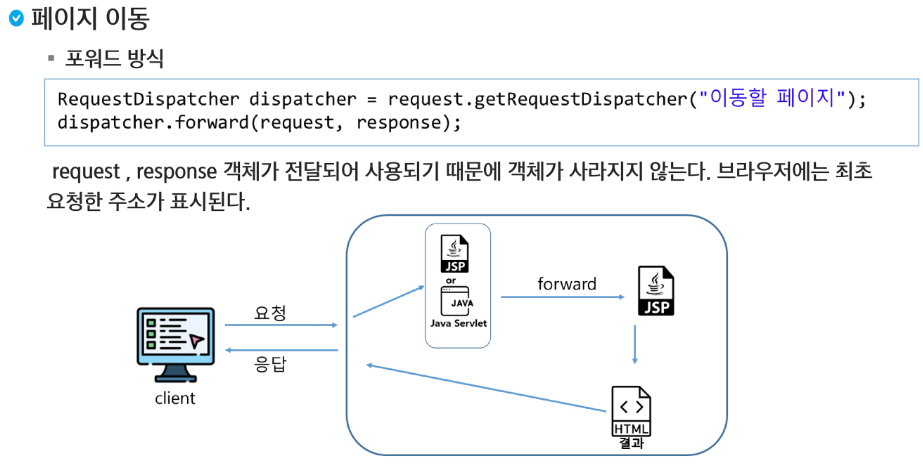 페이지 이동
▪ 포워드 방식
RequestDispatcher dispatcher = request.getRequestDispatcher("이동할 페이지");
dispatcher.forward(request, response);
request , response 객체가 전달되어 사용되기 때문에 객체가 사라지지 않는다. 브라우저에는 최초
요청한 주소가 표시된다.
JSP
or
JAVA
Java Servlet
forward
JSP
요청
응답
client
HTML
결과